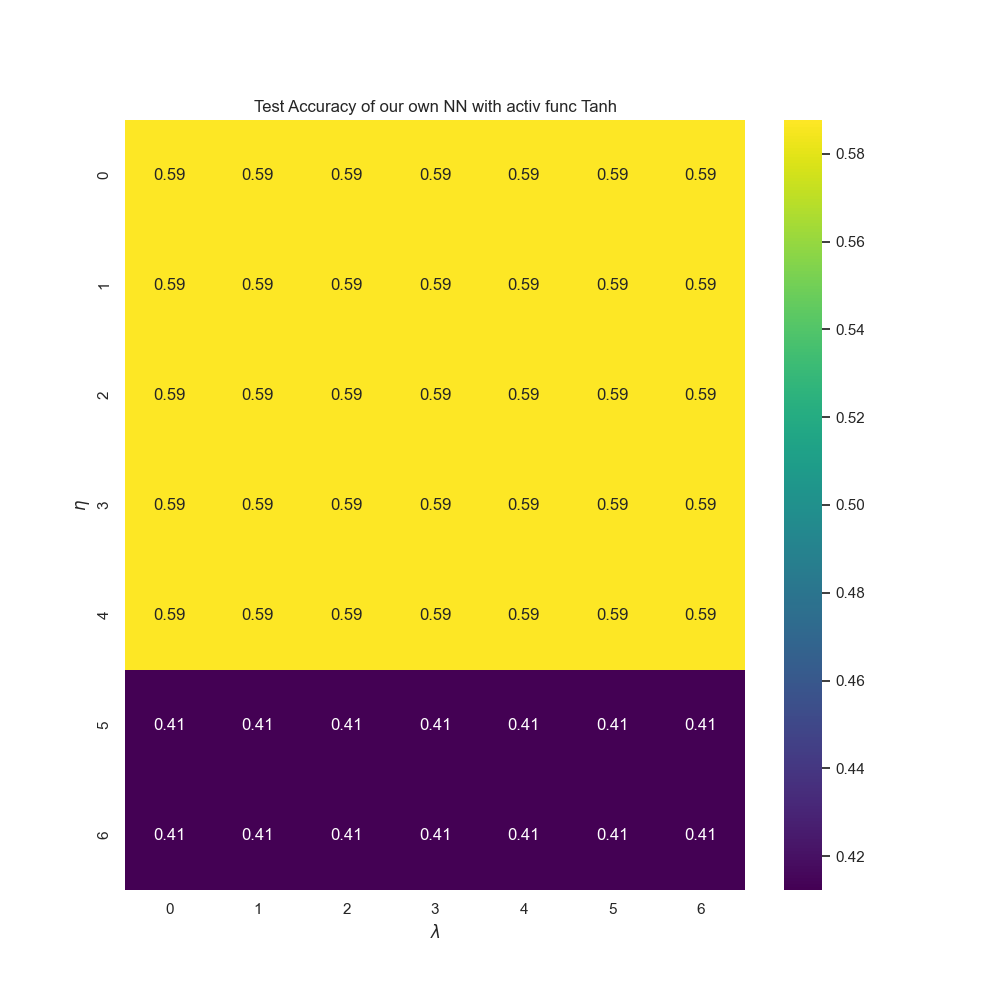 Test Accuracy of our own NN with activ func Tanh
0 0.59 0.59 0.59 0.59 0.59 0.59 0.59
1 0.59 0.59 0.59 0.59 0.59 0.59 0.59
2 0.59 0.59 0.59 0.59 0.59 0.59 0.59
η
3 0.59 0.59 0.59 0.59 0.59 0.59 0.59
4 0.59 0.59 0.59 0.59 0.59 0.59 0.59
5 0.41 0.41 0.41 0.41 0.41 0.41 0.41
6 0.41 0.41 0.41 0.41 0.41 0.41 0.41
0 1 2 3 4 5 6
λ
0.58
0.56
0.54
0.52
0.50
0.48
0.46
0.44
0.42